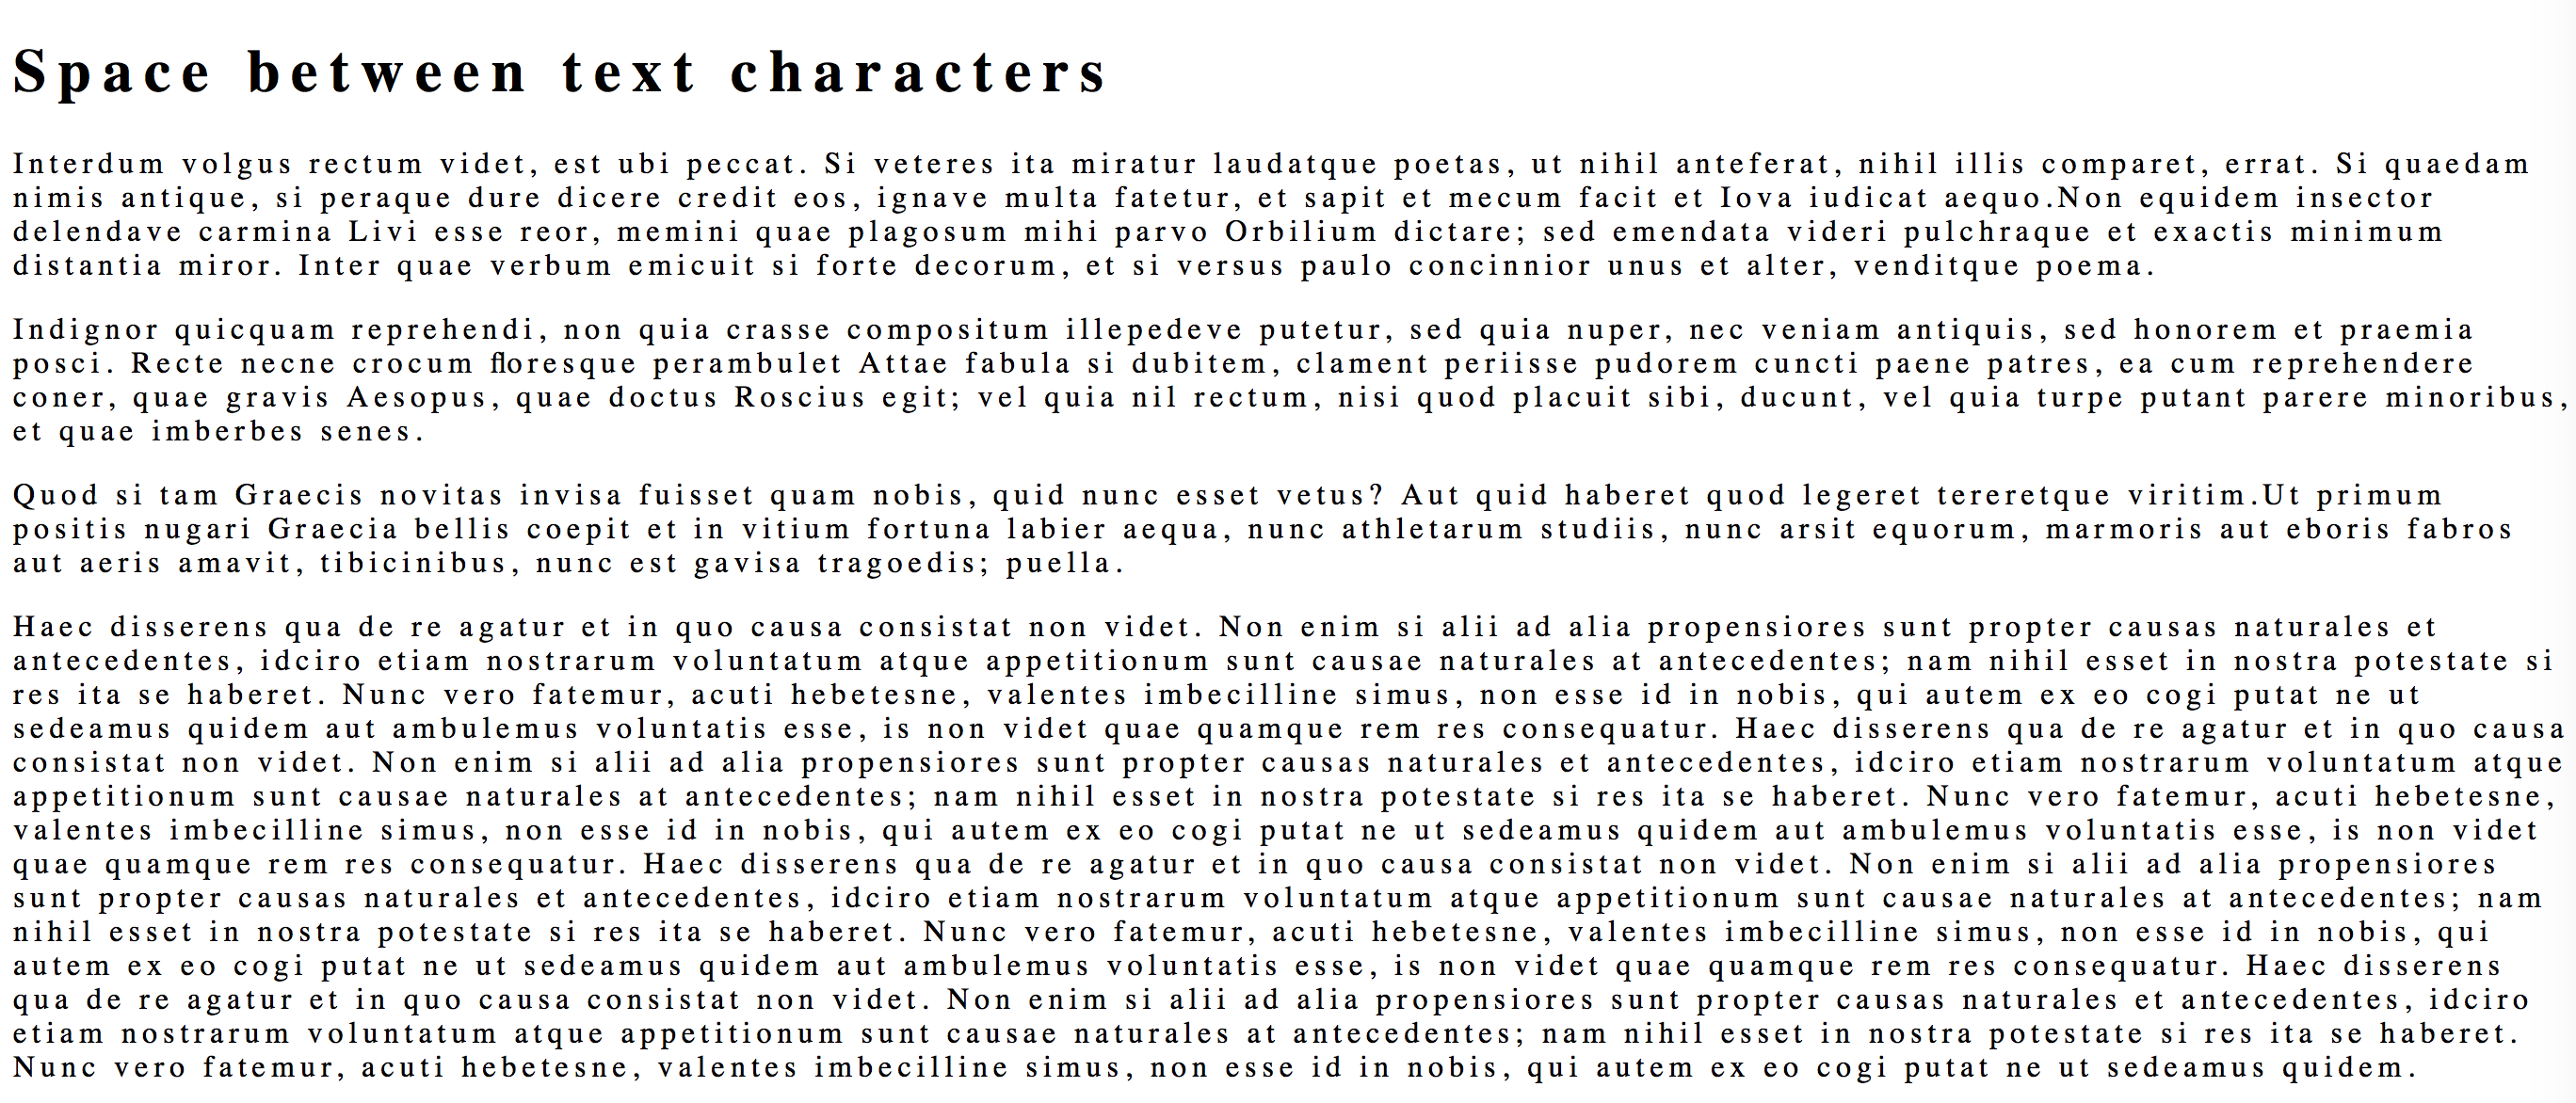 Space between text characters
Interdum volgus rectum videt, est ubi peccat. Si veteres ita miratur laudatque poetas, ut nihil anteferat, nihil illis comparet, errat. Si quaedam
nimis antique, si peraque dure dicere credit eos, ignave multa fatetur, et sapit et mecum facit et Iova iudicat aequo.Non equidem insector
delendave carmina Livi esse reor, memini quae plagosum mihi parvo Orbilium dictare; sed emendata videri pulchraque et exactis minimum
distantia miror. Inter quae verbum emicuit si forte decorum, et si versus paulo concinnior unus et alter, venditque poema.
Indignor quicquam reprehendi, non quia crasse compositum illepedeve putetur, sed quia nuper, nec veniam antiquis, sed honorem et praemia
posci. Recte necne crocum floresque perambulet Attae fabula si dubitem, clament periisse pudorem cuncti paene patres, ea cum reprehendere
coner, quae gravis Aesopus, quae doctus Roscius egit; vel quia nil rectum, nisi quod placuit sibi, ducunt, vel quia turpe putant parere minoribus,
et quae imberbes senes.
Quod si tam Graecis novitas invisa fuisset quam nobis, quid nunc esset vetus? Aut quid haberet quod legeret tereretque viritim.Ut primum
positis nugari Graecia bellis coepit et in vitium fortuna labier aequa, nunc athletarum studiis, nunc arsit equorum, marmoris aut eboris fabros
aut aeris amavit, tibicinibus, nunc est gavisa tragoedis; puella.
Haec disserens qua de re agatur et in quo causa consistat non videt. Non enim si alii ad alia propensiores sunt propter causas naturales et
antecedentes, idciro etiam nostrarum voluntatum atque appetitionum sunt causae naturales at antecedentes; nam nihil esset in nostra potestate si
res ita se haberet. Nunc vero fatemur, acuti hebetesne, valentes imbecilline simus, non esse id in nobis, qui autem ex eo cogi putat ne ut
sedeamus quidem aut ambulemus voluntatis esse, is non videt quae quamque rem res consequatur. Haec disserens qua de re agatur et in quo causa
consistat non videt. Non enim si alii ad alia propensiores sunt propter causas naturales et antecedentes, idciro etiam nostrarum voluntatum atque
appetitionum sunt causae naturales at antecedentes; nam nihil esset in nostra potestate si res ita se haberet. Nunc vero fatemur, acuti hebetesne,
valentes imbecilline simus, non esse id in nobis, qui autem ex eo cogi putat ne ut sedeamus quidem aut ambulemus voluntatis esse, is non videt
quae quamque rem res consequatur. Haec disserens qua de re agatur et in quo causa consistat non videt. Non enim si alii ad alia propensiores
sunt propter causas naturales et antecedentes, idciro etiam nostrarum voluntatum atque appetitionum sunt causae naturales at antecedentes; nam
nihil esset in nostra potestate si res ita se haberet. Nunc vero fatemur, acuti hebetesne, valentes imbecilline simus, non esse id in nobis, qui
autem ex eo cogi putat ne ut sedeamus quidem aut ambulemus voluntatis esse, is non videt quae quamque rem res consequatur. Haec disserens
qua de re agatur et in quo causa consistat non videt. Non enim si alii ad alia propensiores sunt propter causas naturales et antecedentes, idciro
etiam nostrarum voluntatum atque appetitionum sunt causae naturales at antecedentes; nam nihil esset in nostra potestate si res ita se haberet.
Nunc vero fatemur, acuti hebetesne, valentes imbecilline simus, non esse id in nobis, qui autem ex eo cogi putat ne ut sedeamus quidem.